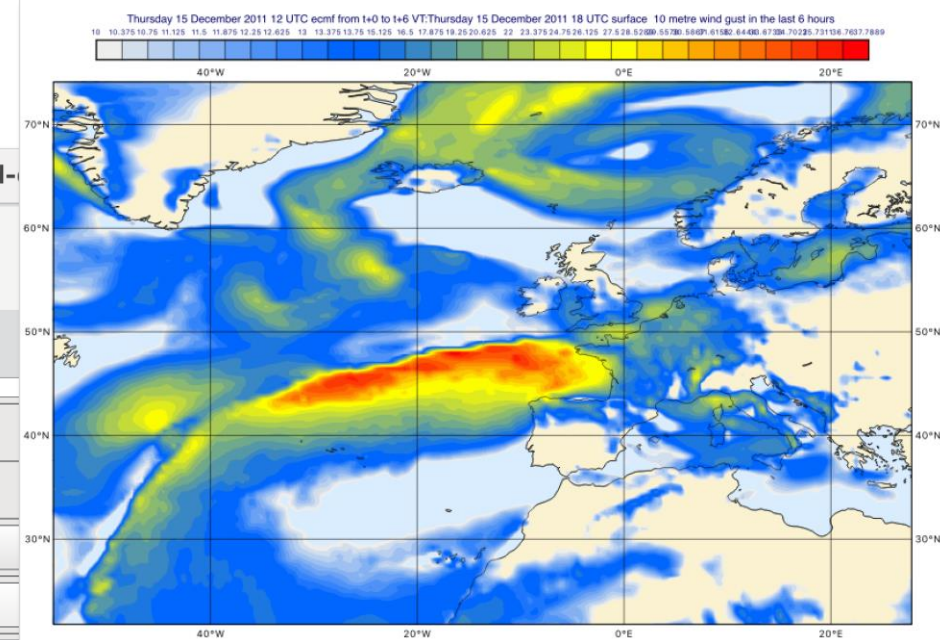 Thursday 15 December 2011 12 UTC ecmf from t+0 to t+6 VT:Thursday 15 December 2011 18 UTC surface 10 metre wind gust in the last 6 hours
10 10.375 10.75 11.125 11.5 11.875 12.25 12.625 13 13.375 13.75 15.125 16.5 17.875 19.25 20.625 22 23.375 24.75 26.125 27.5 37.7889
40°W 20°W 0°E 20°E
70°N 70°N
60°N 60°N
50°N 50°N
40°N 40°N
30°N 30°N
40°W 20°W 0°E 20°E